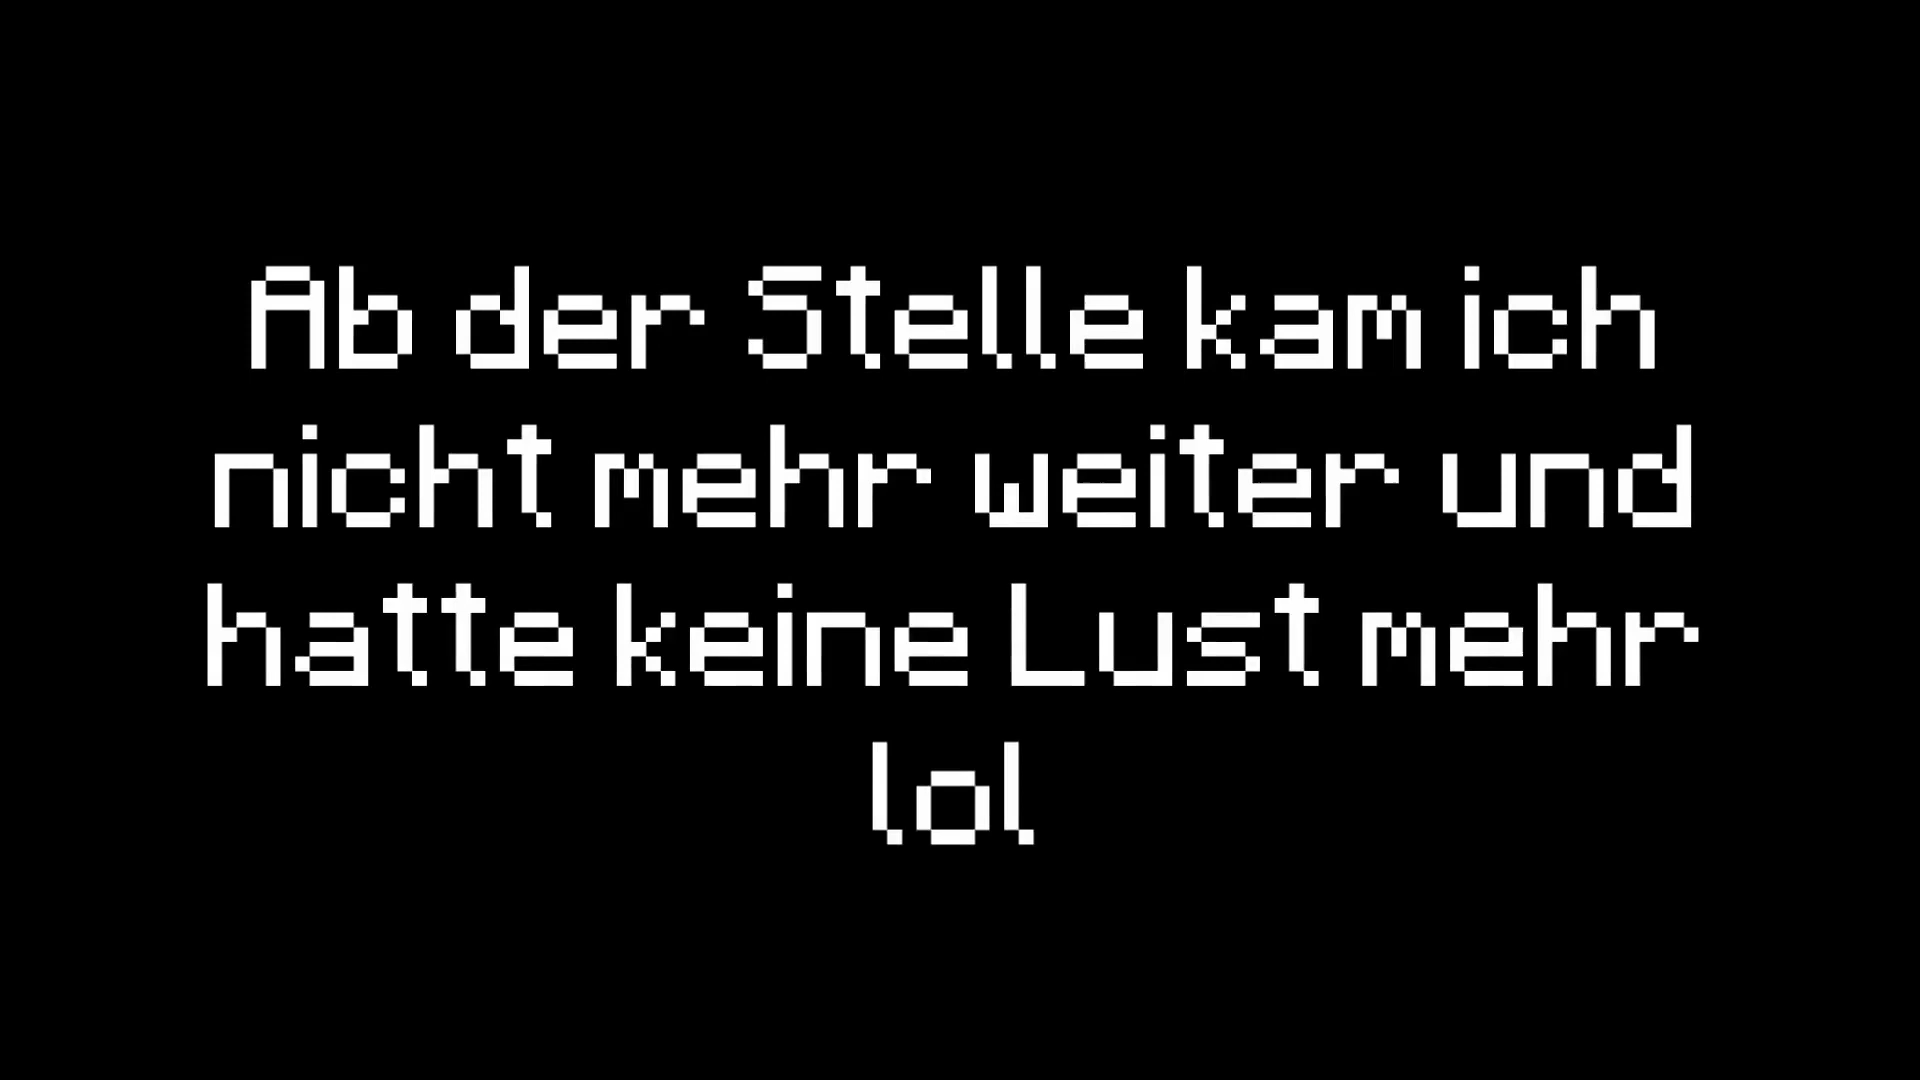 Ab der Stelle kam ich
nicht mehr weiter und
hatte keine Lust mehr
lol